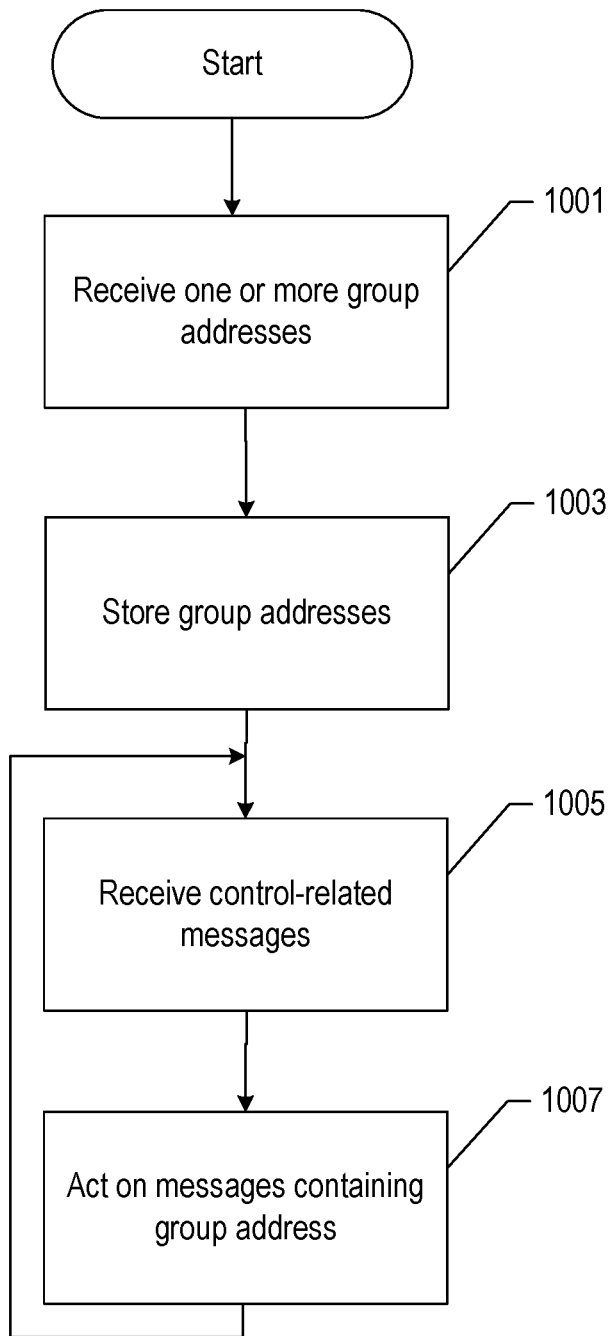 Start
1001
Receive one or more group
addresses
1003
Store group addresses
1005
Receive control-related
messages
1007
Act on messages containing
group address